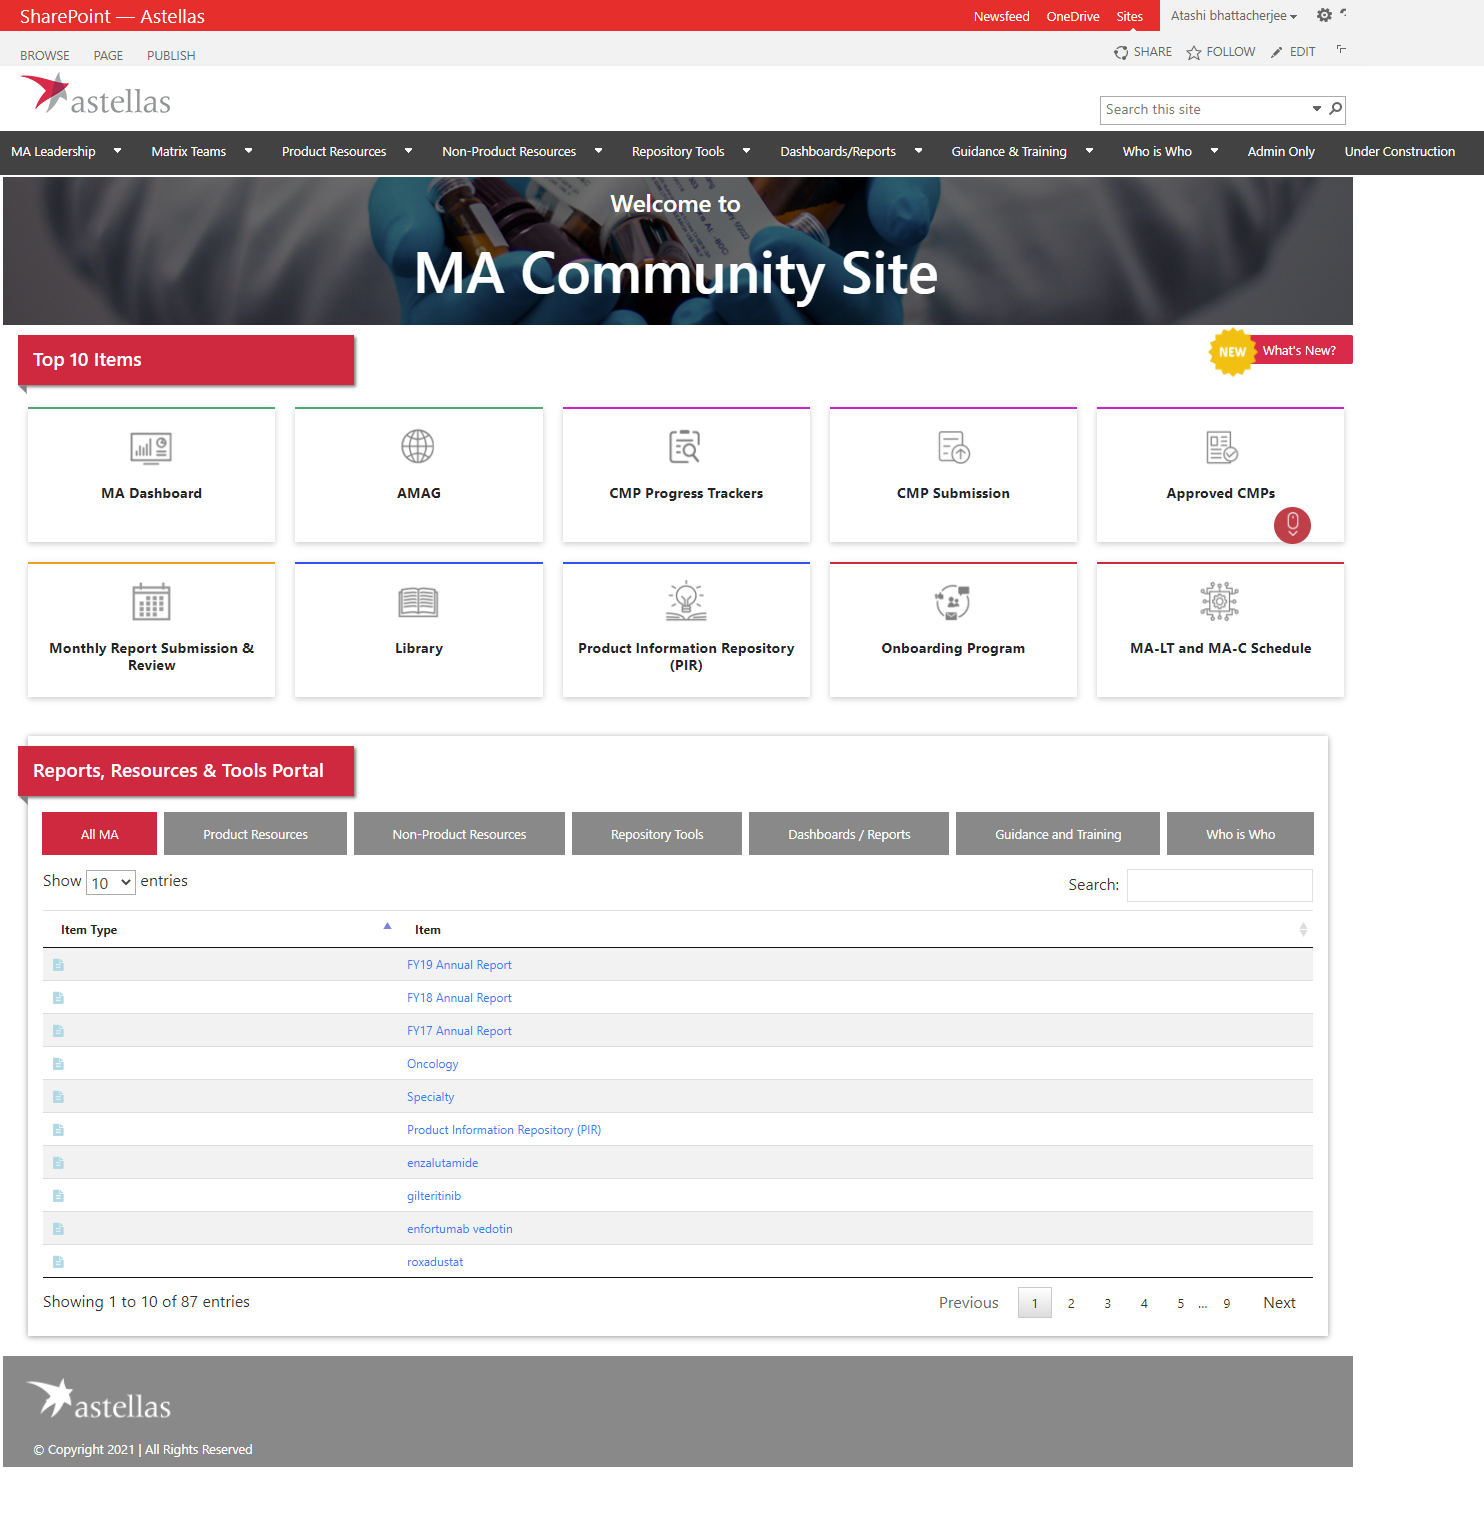 SharePoint — Astellas
Newsfeed OneDrive Sites Atashi bhattacherjee
BROWSE PAGE PUBLISH
SHARE FOLLOW EDIT
astellas
Search this site
MA Leadership Matrix Teams Product Resources Non-Product Resources Repository Tools Dashboards/Reports Guidance & Training Who is Who Admin Only Under Construction
Welcome to
MA Community Site
Top 10 Items
NEW What's New?
MA Dashboard AMAG CMP Progress Trackers CMP Submission Approved CMPs
Monthly Report Submission & Library Product Information Repository Onboarding Program MA-LT and MA-C Schedule
Review (PIR)
Reports, Resources & Tools Portal
All MA Product Resources Non-Product Resources Repository Tools Dashboards / Reports Guidance and Training Who is Who
Show 10 entries Search:
Item Type Item
FY19 Annual Report
FY18 Annual Report
FY17 Annual Report
Oncology
Specialty
Product Information Repository (PIR)
enzalutamide
gilteritinib
enfortumab vedotin
roxadustat
Showing 1 to 10 of 87 entries Previous 1 2 3 4 5 ... 9 Next
astellas
© Copyright 2021 | All Rights Reserved